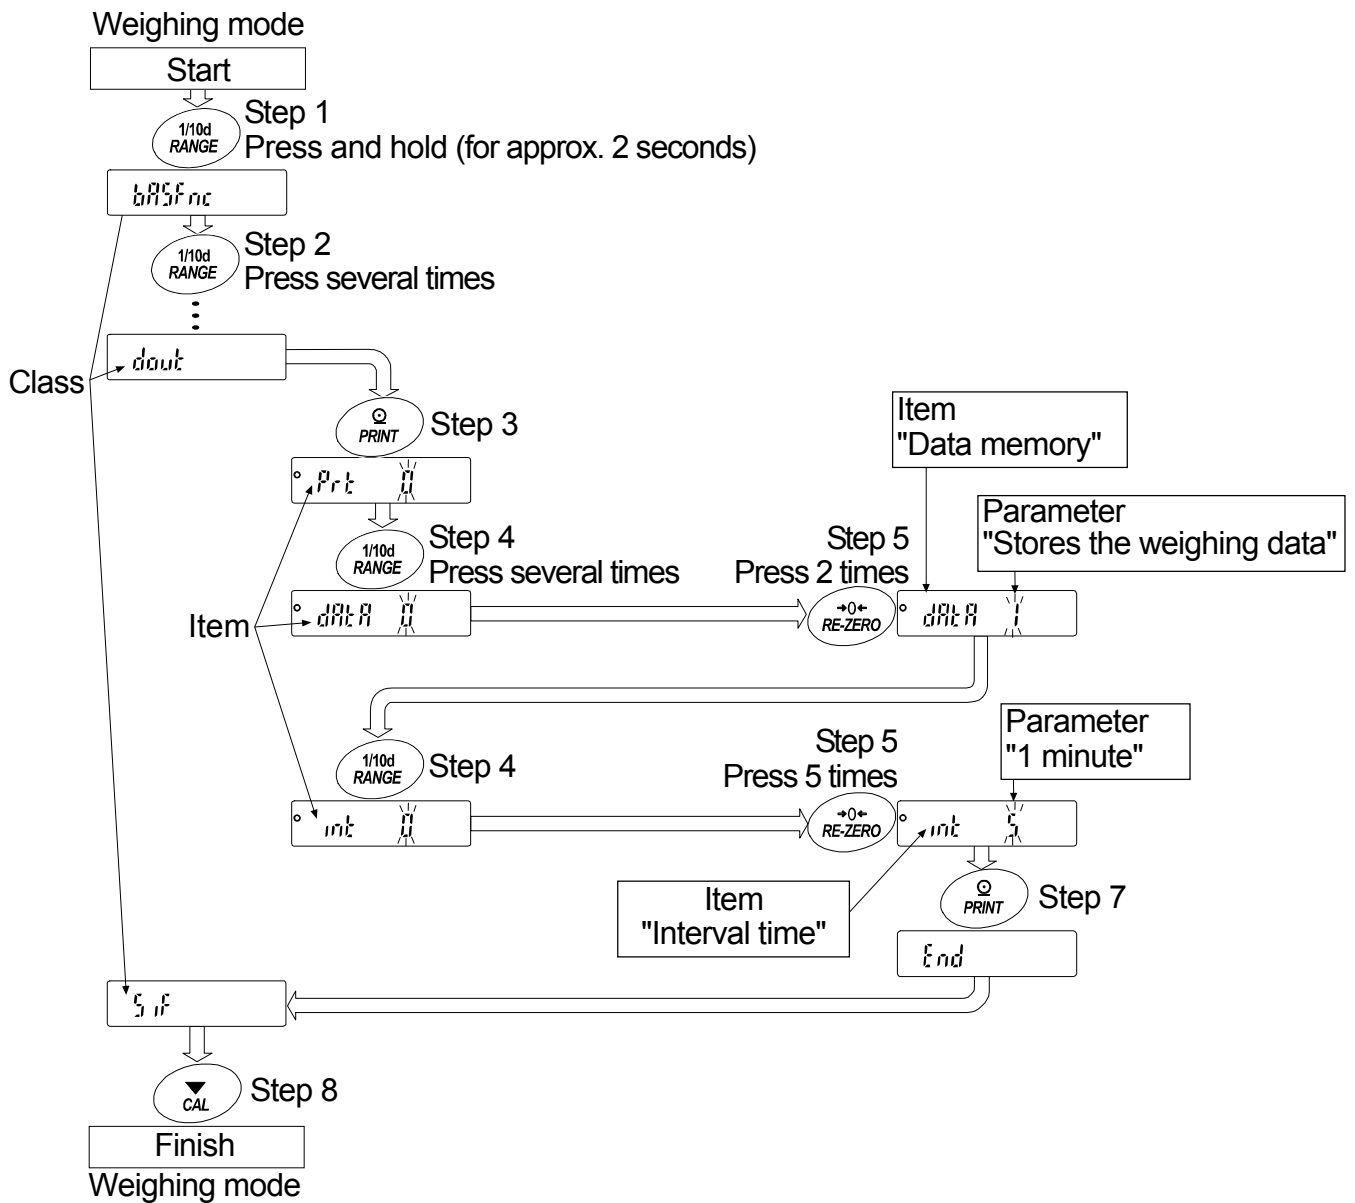 Weighing mode
Start
1/10d
RANGE
Step 1
Press and hold (for approx. 2 seconds)
bASFnc
1/10d
RANGE
Step 2
Press several times
dout
Class
PRINT
Step 3
Prt 0
1/10d
RANGE
Step 4
Press several times
dAtA 0
Item
Step 5
Press 2 times
→0←
RE-ZERO
Item
"Data memory"
Parameter
"Stores the weighing data"
dAtA 1
1/10d
RANGE
Step 4
int 0
Step 5
Press 5 times
→0←
RE-ZERO
Parameter
"1 minute"
int 5
Item
"Interval time"
PRINT
Step 7
End
SiF
CAL
Step 8
Finish
Weighing mode